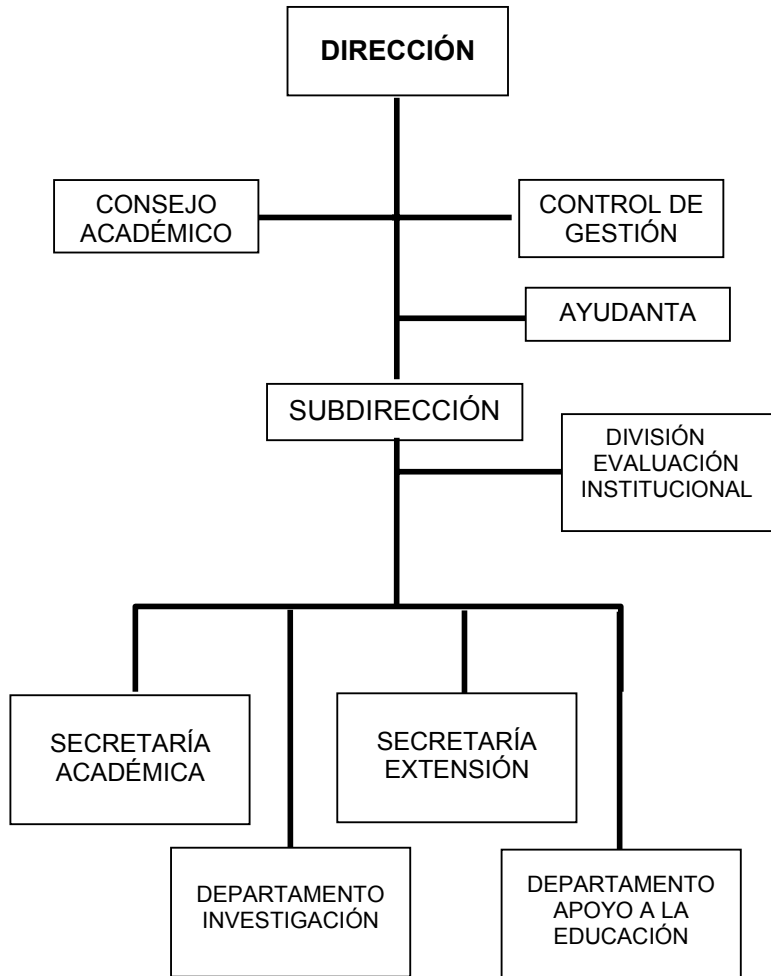 DIRECCIÓN
CONSEJO
ACADÉMICO
CONTROL DE
GESTIÓN
AYUDANTA
SUBDIRECCIÓN
DIVISIÓN
EVALUACIÓN
INSTITUCIONAL
SECRETARÍA
ACADÉMICA
SECRETARÍA
EXTENSIÓN
DEPARTAMENTO
INVESTIGACIÓN
DEPARTAMENTO
APOYO A LA
EDUCACIÓN